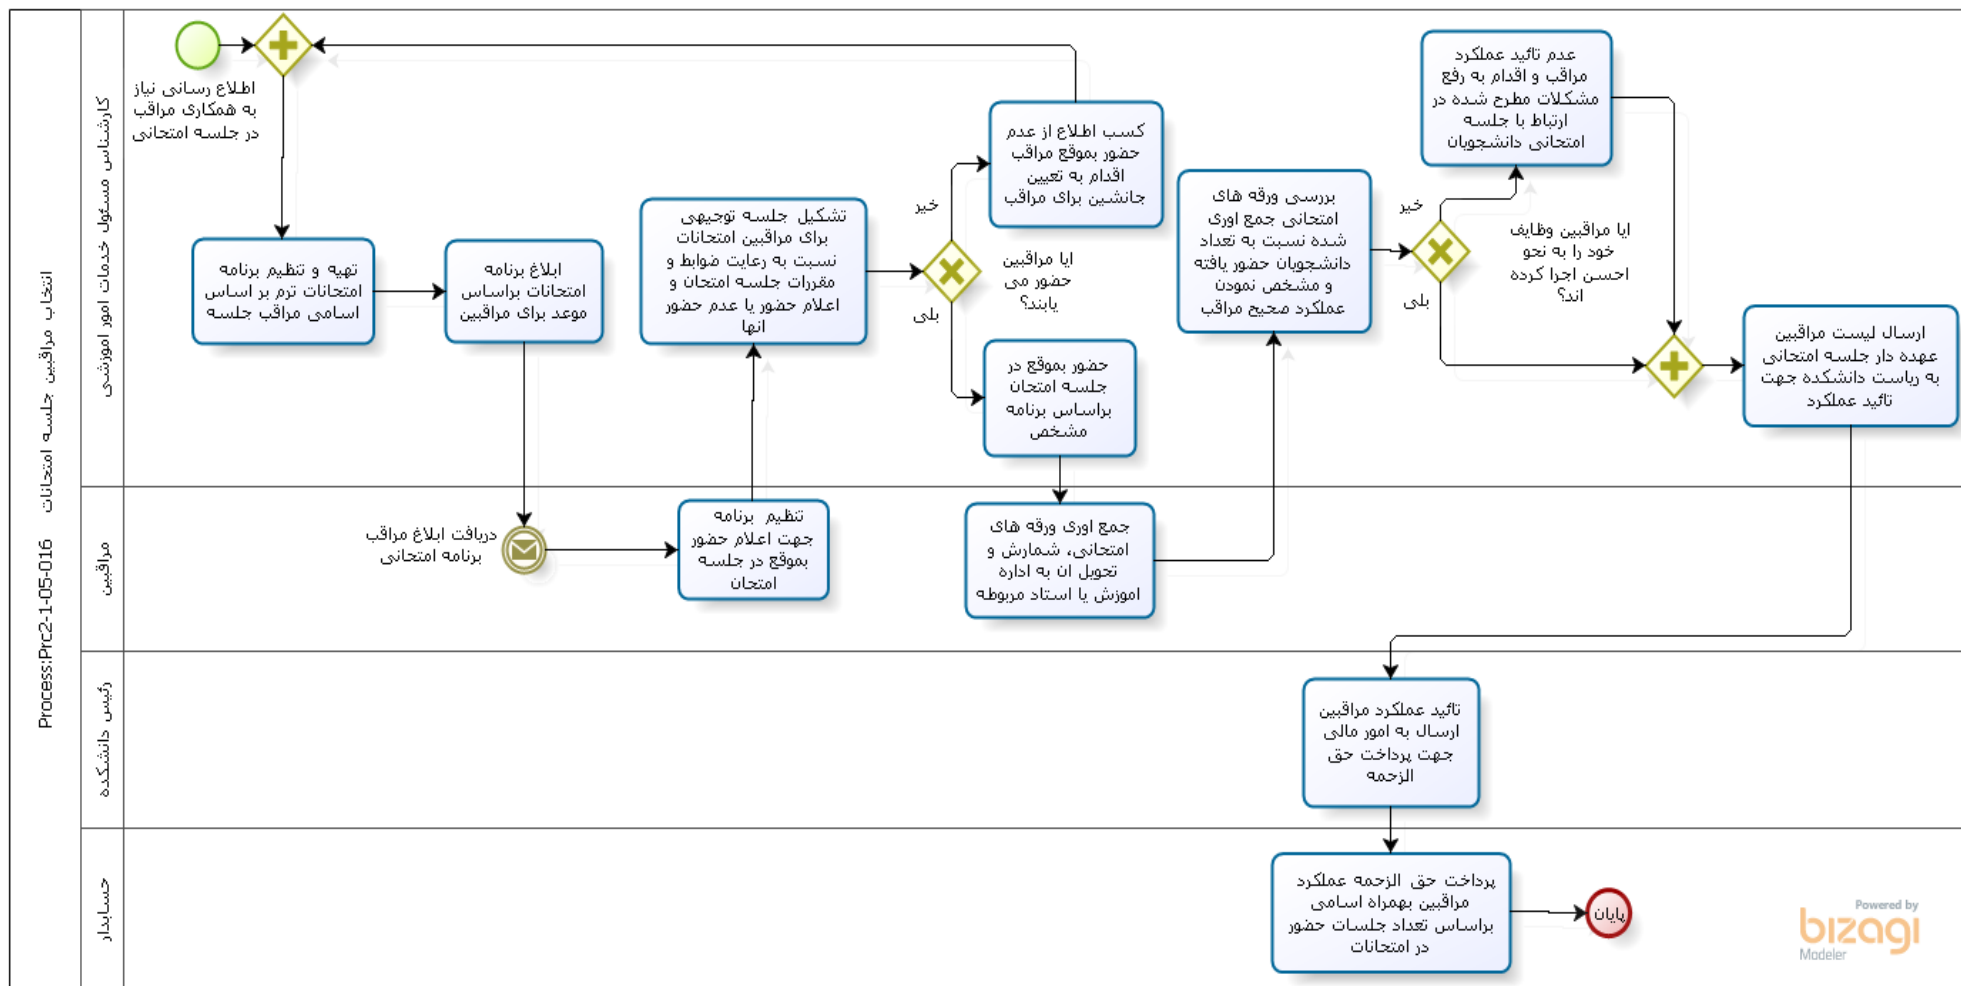 Process:Prc2-1-05-016 انتخاب مراقبین جلسه امتحانات
کارشناس مسئول خدمات امور اموزشی
اطلاع رسانی نیاز
به همکاری مراقب
در جلسه امتحانی
تهیه و تنظیم برنامه
امتحانات ترم بر اساس
اسامی مراقب جلسه
ابلاغ برنامه
امتحانات براساس
موعد برای مراقبین
تشکیل جلسه توجیهی
برای مراقبین امتحانات
نسبت به رعایت ضوابط و
مقررات جلسه امتحان و
اعلام حضور یا عدم حضور
انها
خیر
بلی
ایا مراقبین
حضور می
یابند؟
کسب اطلاع از عدم
حضور بموقع مراقب
اقدام به تعیین
جانشین برای مراقب
حضور بموقع در
جلسه امتحان
براساس برنامه
مشخص
بررسی ورقه های
امتحانی جمع اوری
شده نسبت به تعداد
دانشجویان حضور یافته
و مشخص نمودن
عملکرد صحیح مراقب
خیر
بلی
ایا مراقبین وظایف
خود را به نحو
احسن اجرا کرده
اند؟
عدم تائید عملکرد
مراقب و اقدام به رفع
مشکلات مطرح شده در
ارتباط با جلسه
امتحانی دانشجویان
ارسال لیست مراقبین
عهده دار جلسه امتحانی
به ریاست دانشکده جهت
تائید عملکرد
مراقبین
دریافت ابلاغ مراقب
برنامه امتحانی
تنظیم برنامه
جهت اعلام حضور
بموقع در جلسه
امتحان
جمع اوری ورقه های
امتحانی، شمارش و
تحویل ان به اداره
اموزش یا استاد مربوطه
رئیس دانشکده
تائید عملکرد مراقبین
ارسال به امور مالی
جهت پرداخت حق
الزحمه
حسابدار
پرداخت حق الزحمه عملکرد
مراقبین بهمراه اسامی
براساس تعداد جلسات حضور
در امتحانات
پایان
Powered by
bizagi
Modeler